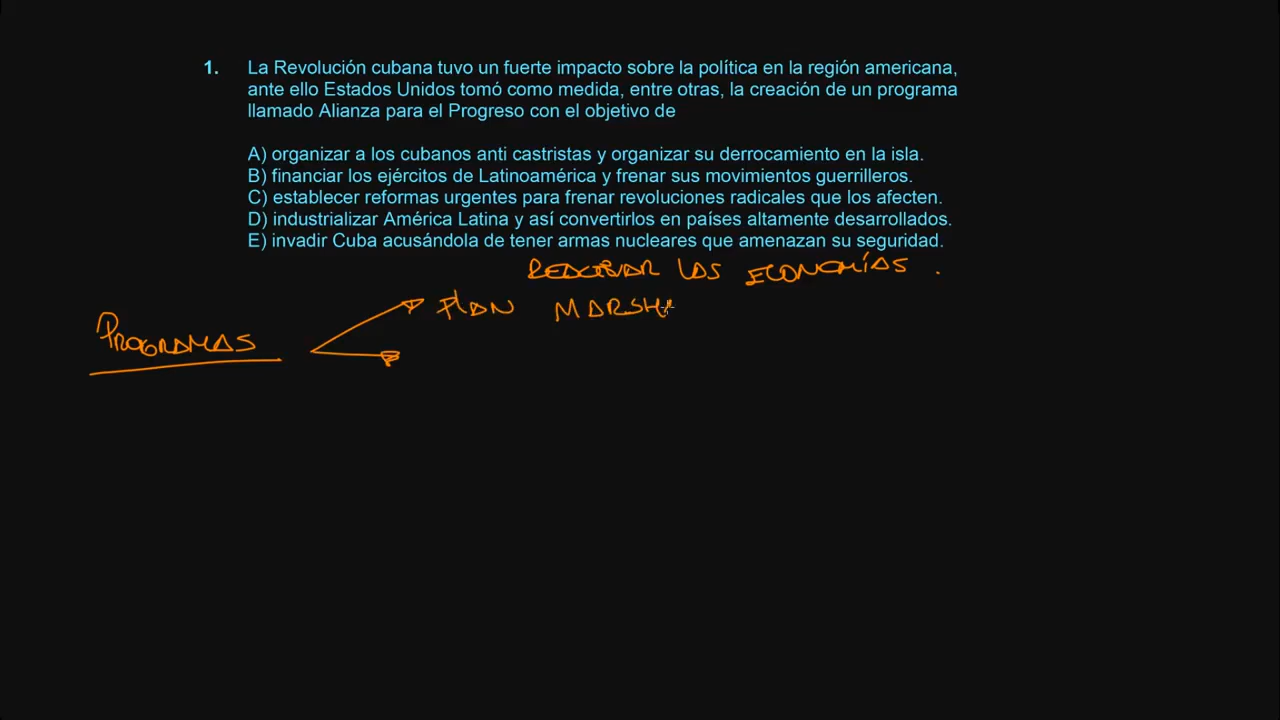 1. La Revolución cubana tuvo un fuerte impacto sobre la política en la región americana,
ante ello Estados Unidos tomó como medida, entre otras, la creación de un programa
llamado Alianza para el Progreso con el objetivo de
A) organizar a los cubanos anti castristas y organizar su derrocamiento en la isla.
B) financiar los ejércitos de Latinoamérica y frenar sus movimientos guerrilleros.
C) establecer reformas urgentes para frenar revoluciones radicales que los afecten.
D) industrializar América Latina y así convertirlos en países altamente desarrollados.
E) invadir Cuba acusándola de tener armas nucleares que amenazan su seguridad.
LAS ECONOMÍAS .
PLAN MARSH
PROGRAMAS